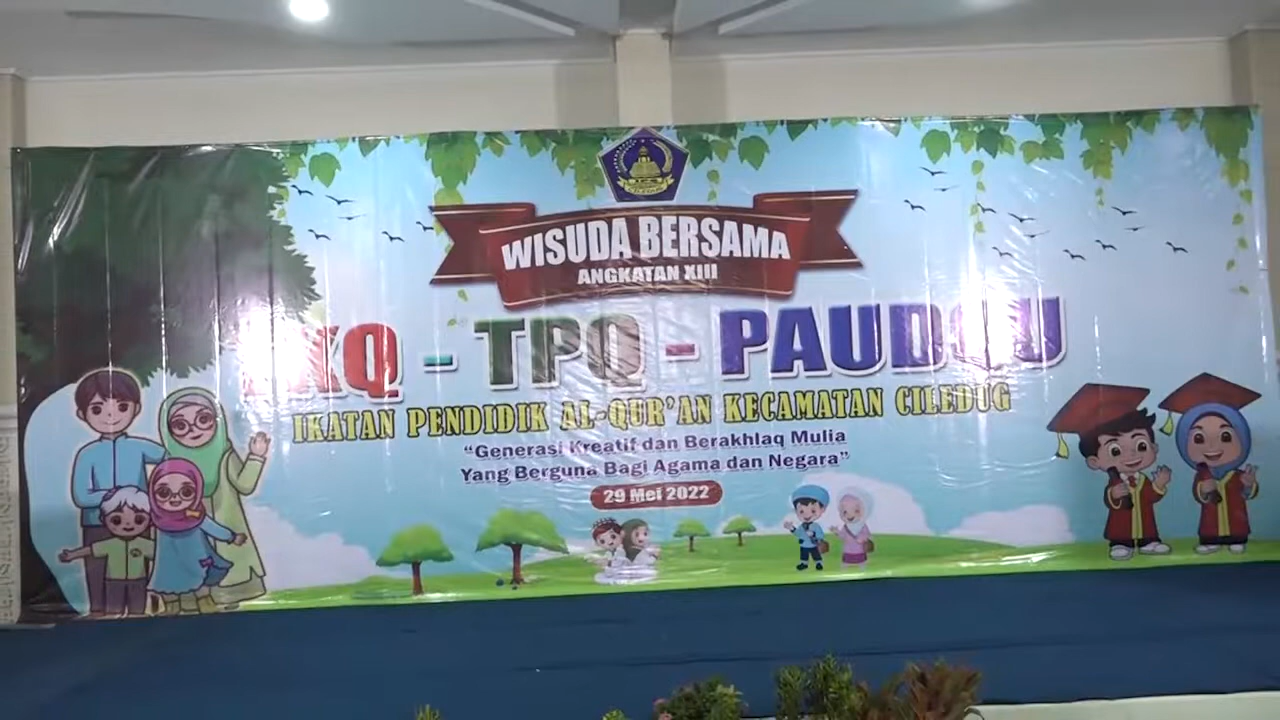 WISUDA BERSAMA
ANGKATAN XIII
TPQ - PAUDQU
IKATAN PENDIDIK AL-QUR'AN KECAMATAN CILEDUG
"Generasi Kreatif dan Berakhlaq Mulia
Yang Berguna Bagi Agama dan Negara"
29 Mei 2022